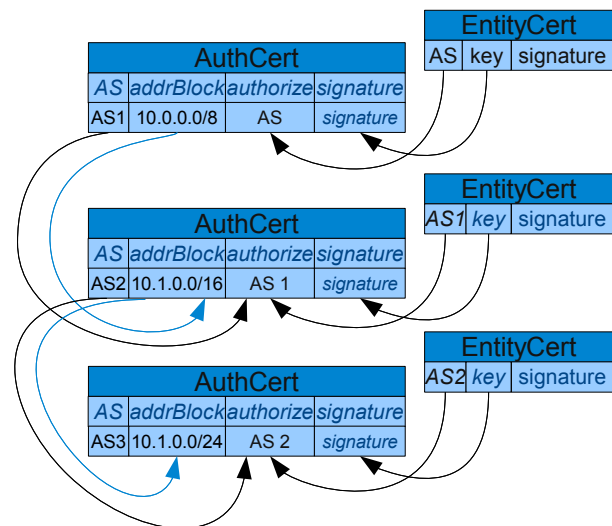 EntityCert
AS key signature
AuthCert
AS addrBlock authorize signature
AS1 10.0.0.0/8 AS signature
EntityCert
AS1 key signature
AuthCert
AS addrBlock authorize signature
AS2 10.1.0.0/16 AS 1 signature
EntityCert
AS2 key signature
AuthCert
AS addrBlock authorize signature
AS3 10.1.0.0/24 AS 2 signature